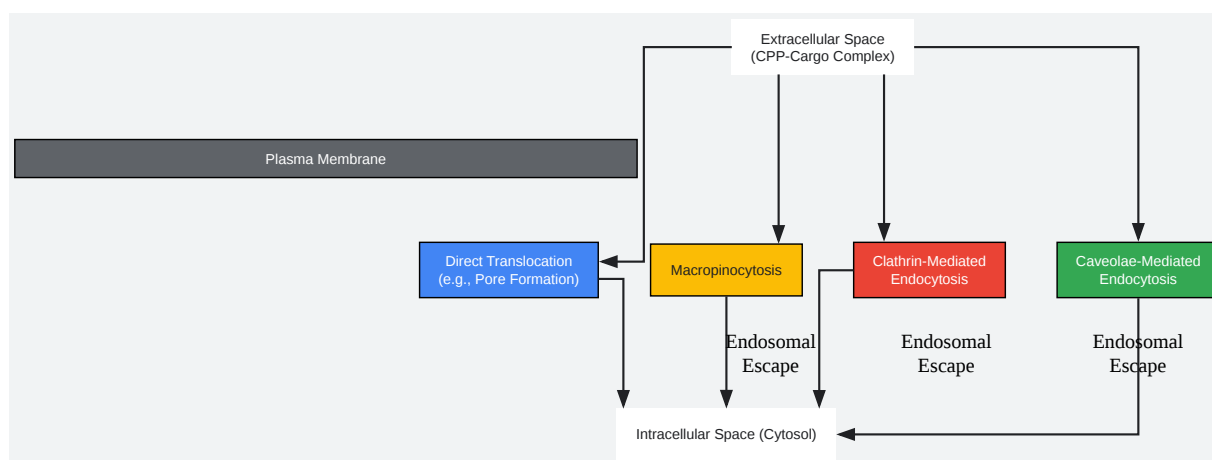 Extracellular Space
(CPP-Cargo Complex)
Plasma Membrane
Direct Translocation
(e.g., Pore Formation)
Macropinocytosis
Clathrin-Mediated
Endocytosis
Caveolae-Mediated
Endocytosis
Endosomal
Escape
Endosomal
Escape
Endosomal
Escape
Intracellular Space (Cytosol)